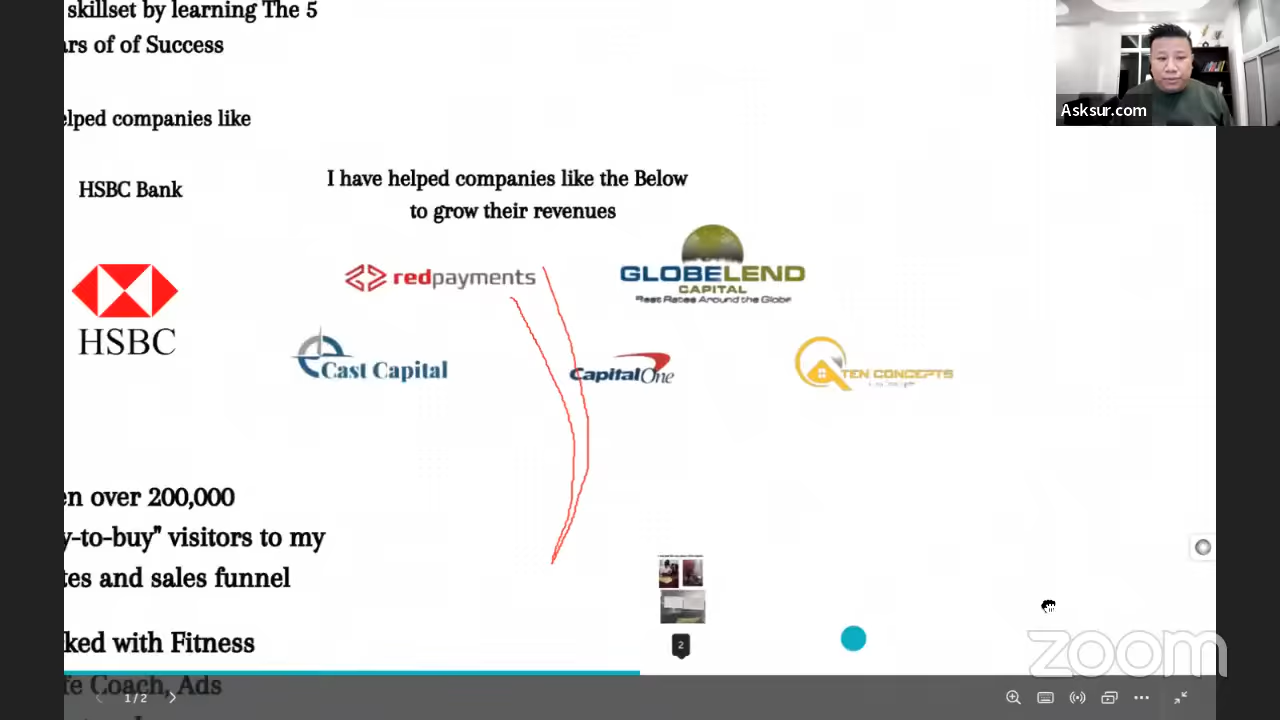 skillset by learning The 5
ars of of Success
elped companies like
HSBC Bank
HSBC
I have helped companies like the Below
to grow their revenues
redpayments
GLOBELEND
CAPITAL
Best Rates Around the Globe
Cast Capital
CapitalOne
TEN CONCEPTS
en over 200,000
y-to-buy" visitors to my
tes and sales funnel
ked with Fitness
fe Coach, Ads
Asksur.com
2
1/2
zoom